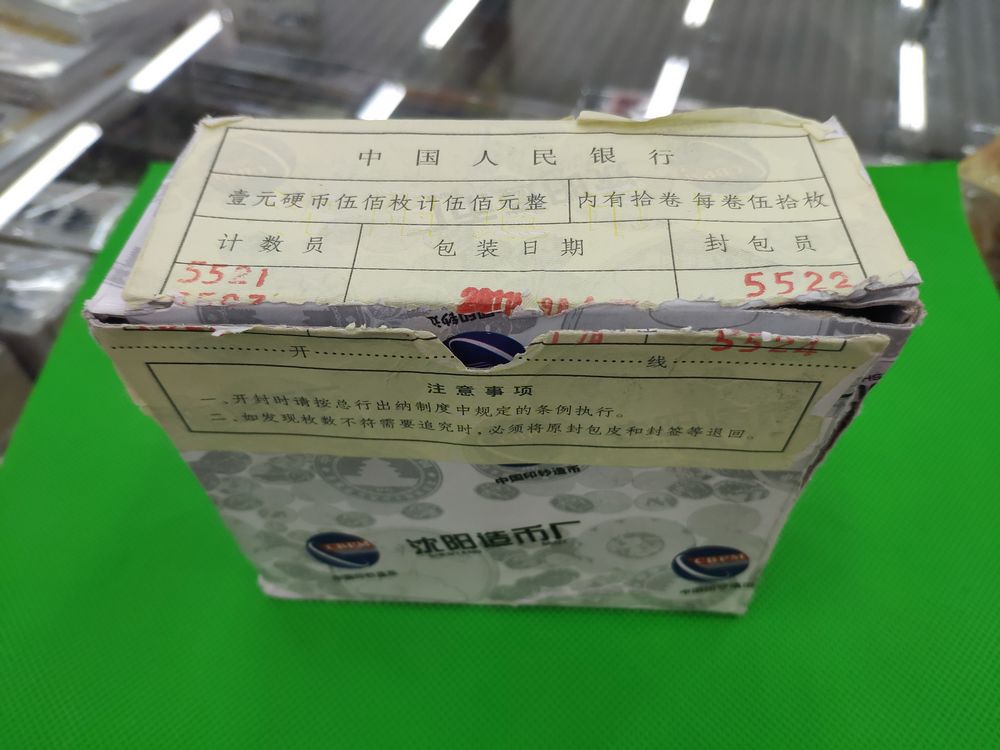 中国人民银行
壹元硬币伍佰枚计伍佰元整 内有拾卷 每卷伍拾枚
计数员 包装日期 封包员
5521 5522
5524
开 线
注意事项
一、开封时请按总行出纳制度中规定的条例执行。
二、如发现枚数不符需要追究时,必须将原封包皮和封签等退回。
中国印钞造币
沈阳造币厂
CBPM CBPM